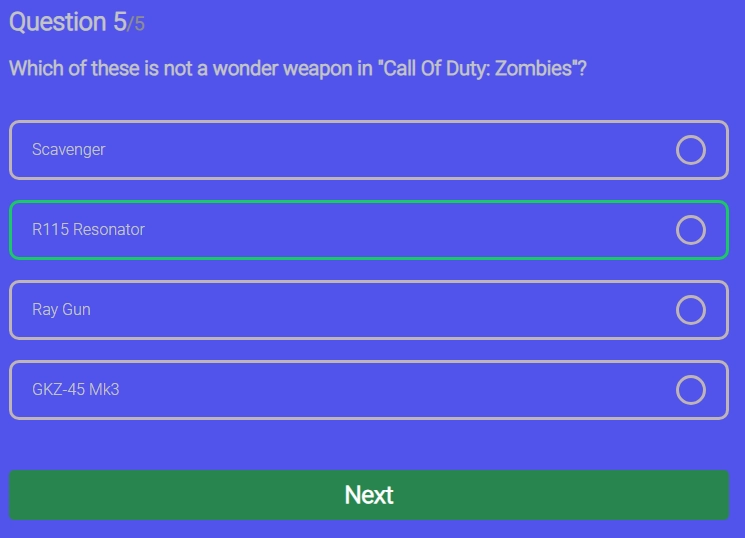 Question 5/5
Which of these is not a wonder weapon in "Call Of Duty: Zombies"?
Scavenger
R115 Resonator
Ray Gun
GKZ-45 Mk3
Next